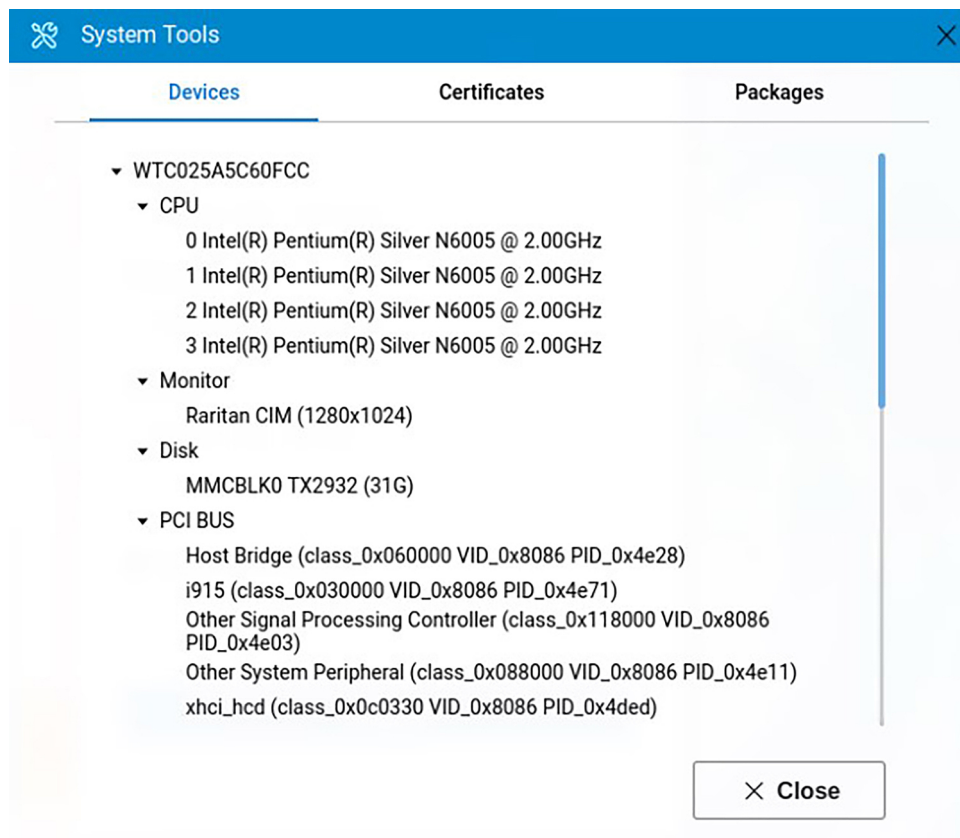 System Tools
Devices Certificates Packages
WTC025A5C60FCC
CPU
0 Intel(R) Pentium(R) Silver N6005 @ 2.00GHz
1 Intel(R) Pentium(R) Silver N6005 @ 2.00GHz
2 Intel(R) Pentium(R) Silver N6005 @ 2.00GHz
3 Intel(R) Pentium(R) Silver N6005 @ 2.00GHz
Monitor
Raritan CIM (1280x1024)
Disk
MMCBLK0 TX2932 (31G)
PCI BUS
Host Bridge (class_0x060000 VID_0x8086 PID_0x4e28)
i915 (class_0x030000 VID_0x8086 PID_0x4e71)
Other Signal Processing Controller (class_0x118000 VID_0x8086
PID_0x4e03)
Other System Peripheral (class_0x088000 VID_0x8086 PID_0x4e11)
xhci_hcd (class_0x0c0330 VID_0x8086 PID_0x4ded)
Close